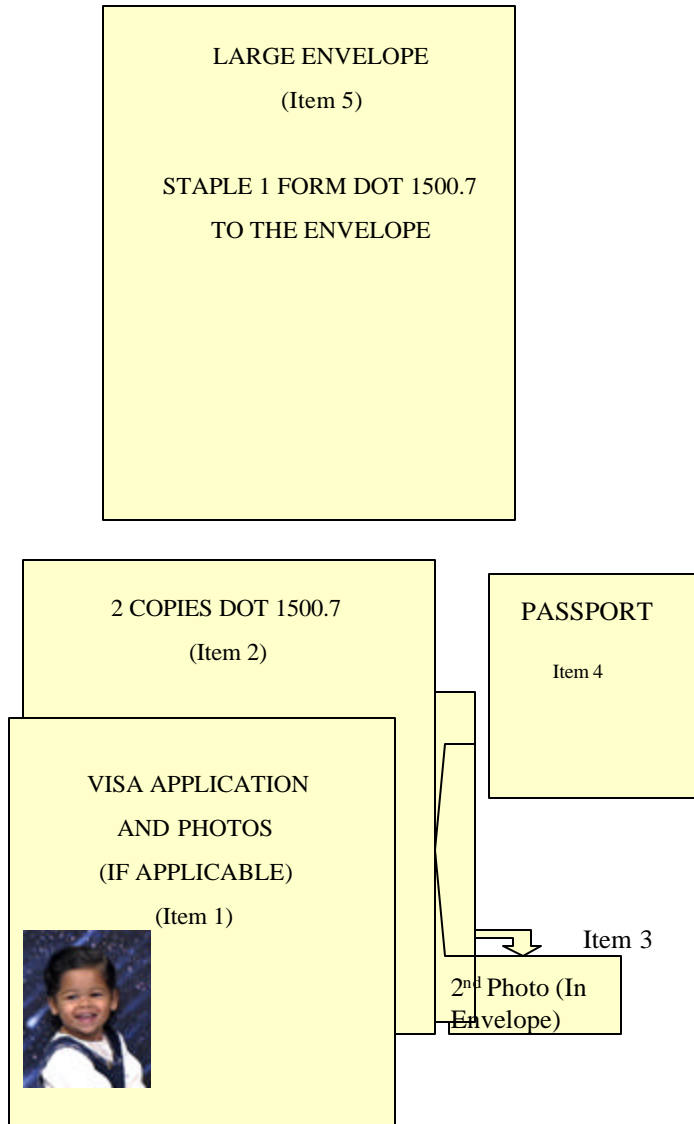 LARGE ENVELOPE
(Item 5)
STAPLE 1 FORM DOT 1500.7
TO THE ENVELOPE
2 COPIES DOT 1500.7
(Item 2)
PASSPORT
Item 4
VISA APPLICATION
AND PHOTOS
(IF APPLICABLE)
(Item 1)
Item 3
2nd Photo (In
Envelope)